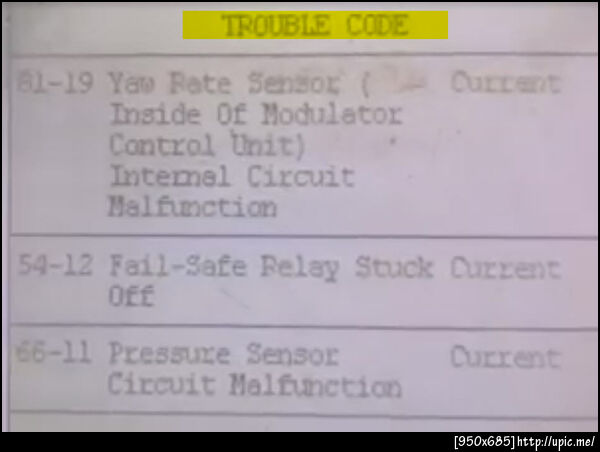 TROUBLE CODE
81-19 Yaw Rate Sensor ( Current
Inside Of Modulator
Control Unit)
Internal Circuit
Malfunction
54-12 Fail-Safe Relay Stuck Current
Off
66-11 Pressure Sensor Current
Circuit Malfunction
[950x685]http://upic.me/